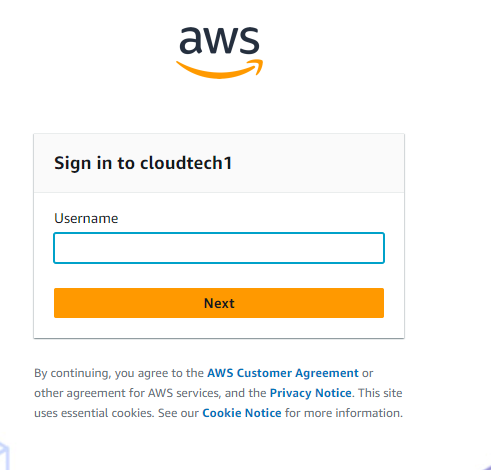 aws
Sign in to cloudtech1
Username
Next
By continuing, you agree to the AWS Customer Agreement or
other agreement for AWS services, and the Privacy Notice. This site
uses essential cookies. See our Cookie Notice for more information.